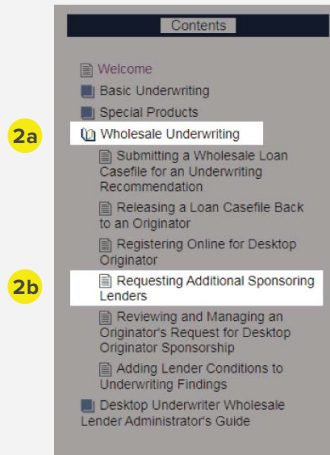 Contents
Welcome
Basic Underwriting
Special Products
2a
Wholesale Underwriting
Submitting a Wholesale Loan
Casefile for an Underwriting
Recommendation
Releasing a Loan Casefile Back
to an Originator
Registering Online for Desktop
Originator
2b
Requesting Additional Sponsoring
Lenders
Reviewing and Managing an
Originator's Request for Desktop
Originator Sponsorship
Adding Lender Conditions to
Underwriting Findings
Desktop Underwriter Wholesale
Lender Administrator's Guide